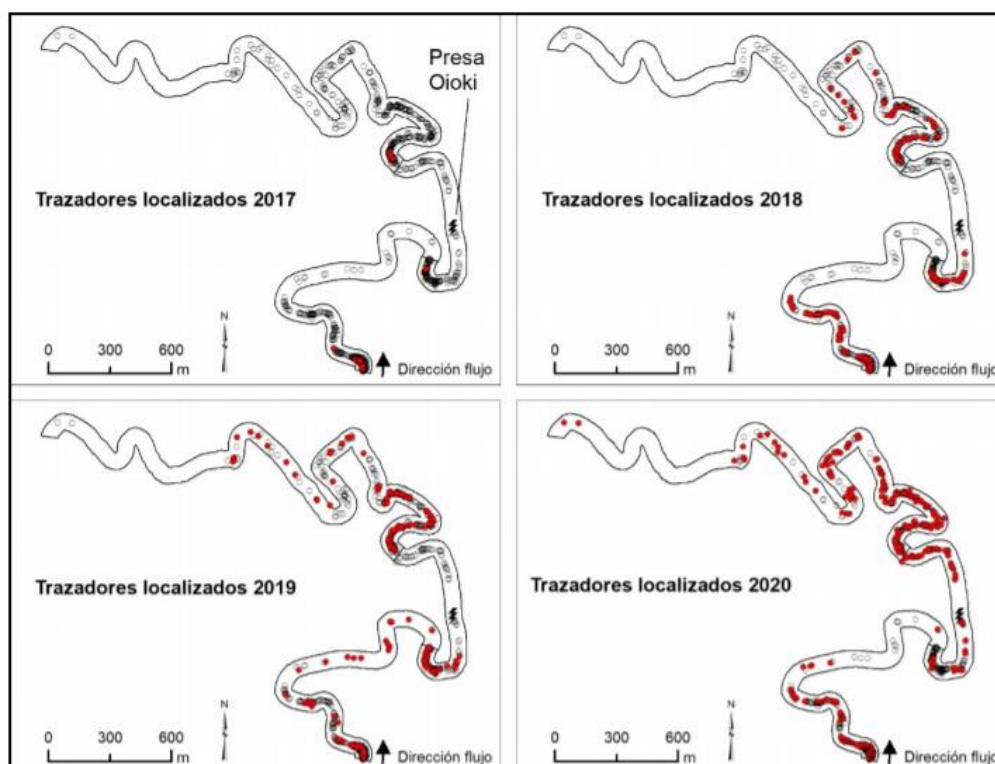 Presa
Oioki
Trazadores localizados 2017
N
0 300 600
m
Dirección flujo
Trazadores localizados 2018
N
0 300 600
m
Dirección flujo
Trazadores localizados 2019
N
0 300 600
m
Dirección flujo
Trazadores localizados 2020
N
0 300 600
m
Dirección flujo